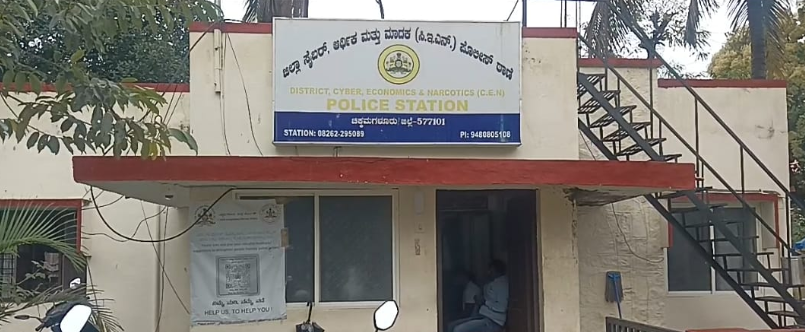 ಜಿಲ್ಲಾ ಸೈಬರ್, ಆರ್ಥಿಕ ಮತ್ತು ಮಾದಕ (ಸಿ.ಇ.ಎನ್.) ಪೊಲೀಸ್ ಠಾಣೆ
DISTRICT, CYBER, ECONOMICS & NARCOTICS (C.E.N)
POLICE STATION
ಚಿಕ್ಕಮಗಳೂರು ಜಿಲ್ಲೆ-577101
STATION: 08262-295089 PI: 9480805108
ನಮ್ಮ ಮಾತು ನಿಮ್ಮ ಜೊತೆ
HELP US, TO HELP YOU!